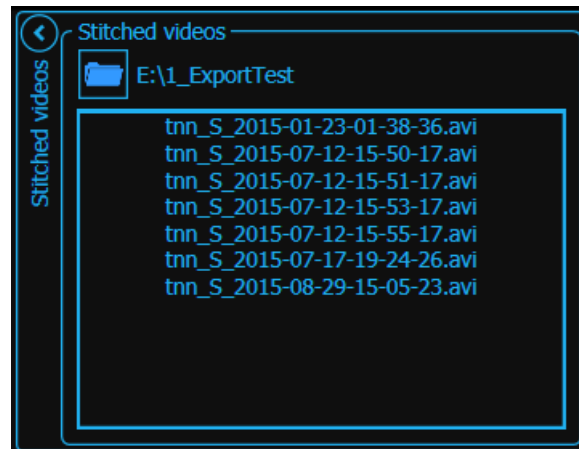 Stitched videos
Stitched videos
E:\1_ExportTest
tnn_S_2015-01-23-01-38-36.avi
tnn_S_2015-07-12-15-50-17.avi
tnn_S_2015-07-12-15-51-17.avi
tnn_S_2015-07-12-15-53-17.avi
tnn_S_2015-07-12-15-55-17.avi
tnn_S_2015-07-17-19-24-26.avi
tnn_S_2015-08-29-15-05-23.avi